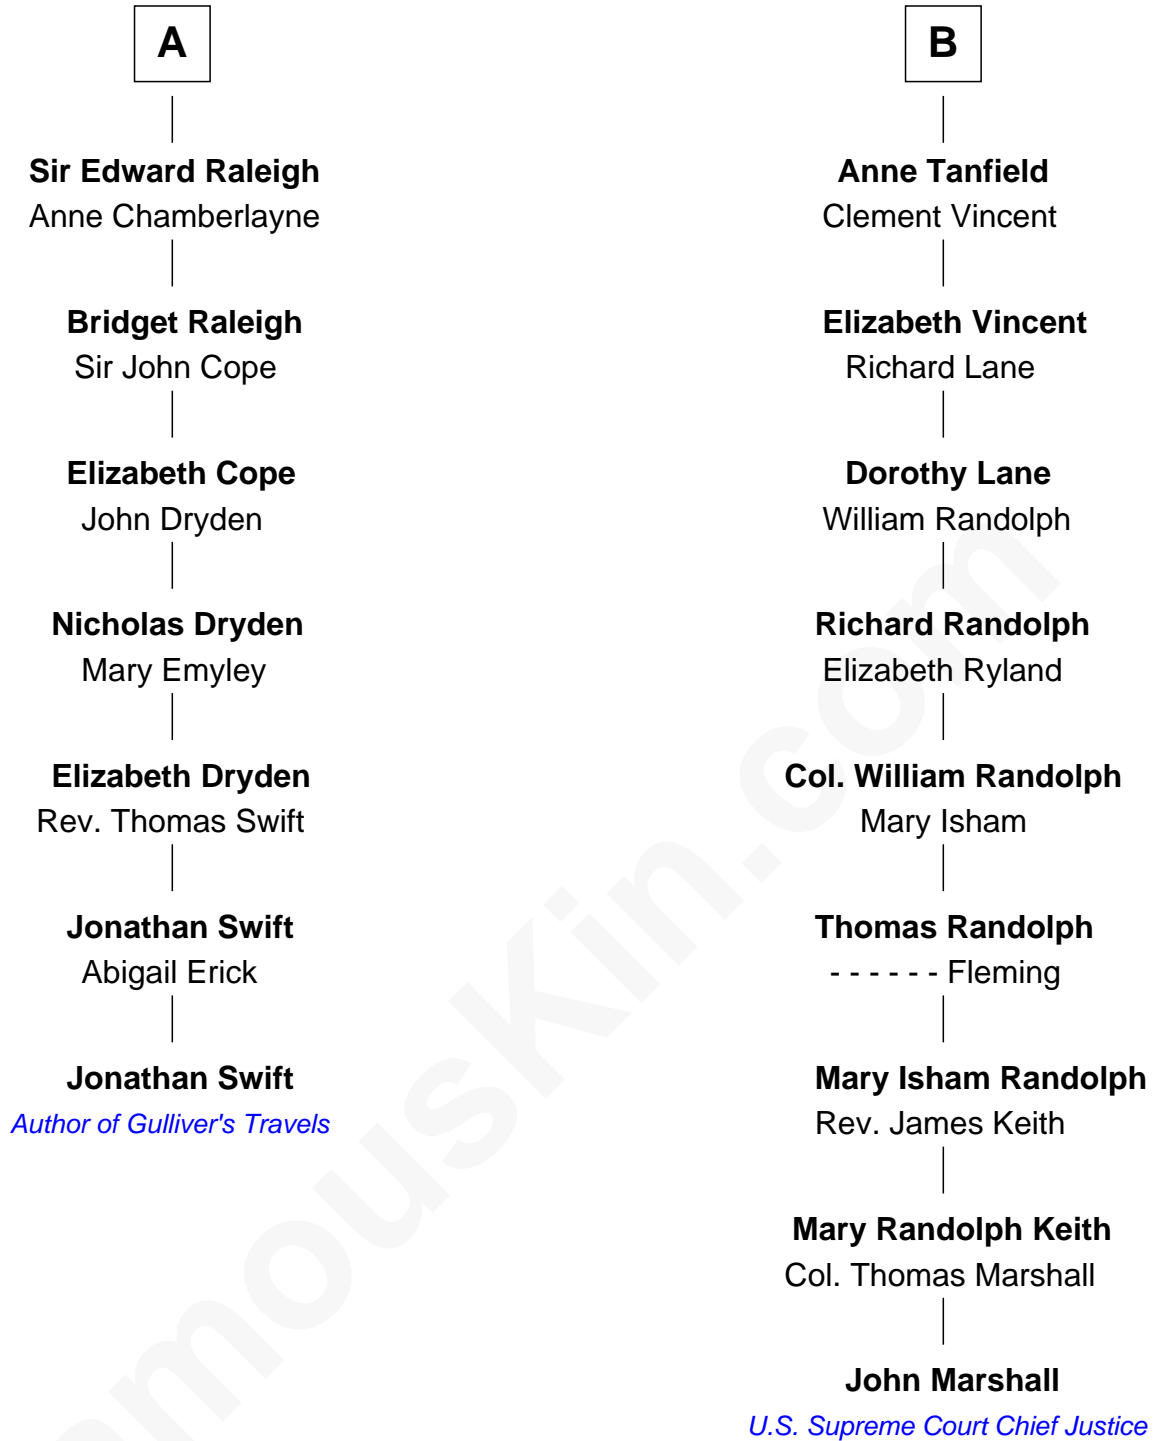 A
Sir Edward Raleigh
Anne Chamberlayne
Bridget Raleigh
Sir John Cope
Elizabeth Cope
John Dryden
Nicholas Dryden
Mary Emyley
Elizabeth Dryden
Rev. Thomas Swift
Jonathan Swift
Abigail Erick
Jonathan Swift
Author of Gulliver's Travels
B
Anne Tanfield
Clement Vincent
Elizabeth Vincent
Richard Lane
Dorothy Lane
William Randolph
Richard Randolph
Elizabeth Ryland
Col. William Randolph
Mary Isham
Thomas Randolph
- - - - - - Fleming
Mary Isham Randolph
Rev. James Keith
Mary Randolph Keith
Col. Thomas Marshall
John Marshall
U.S. Supreme Court Chief Justice
amouskin.com